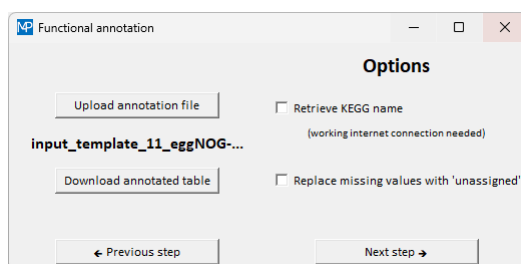 MP Functional annotation
Options
Upload annotation file
Retrieve KEGG name
(working internet connection needed)
input_template_11_eggNOG-...
Download annotated table
Replace missing values with 'unassigned'
← Previous step
Next step →